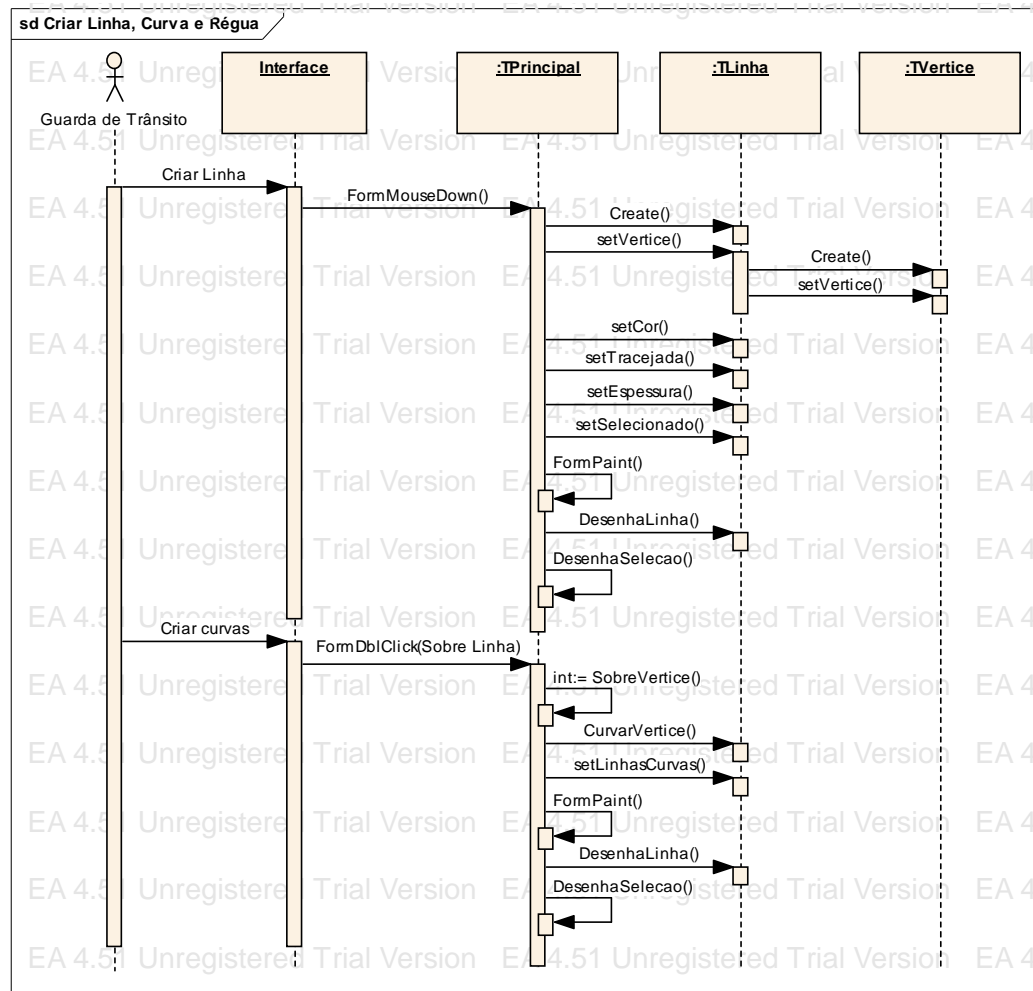 sd Criar Linha, Curva e Régua
Interface
:TPrincipal
:TLinha
:TVertice
Guarda de Trânsito
Criar Linha
FormMouseDown()
Create()
setVertice()
Create()
setVertice()
setCor()
setTracejada()
setEspessura()
setSelecionado()
FormPaint()
DesenhaLinha()
DesenhaSelecao()
Criar curvas
FormDblClick(Sobre Linha)
int:= SobreVertice()
CurvarVertice()
setLinhasCurvas()
FormPaint()
DesenhaLinha()
DesenhaSelecao()
EA 4.51 Unregistered Trial Version